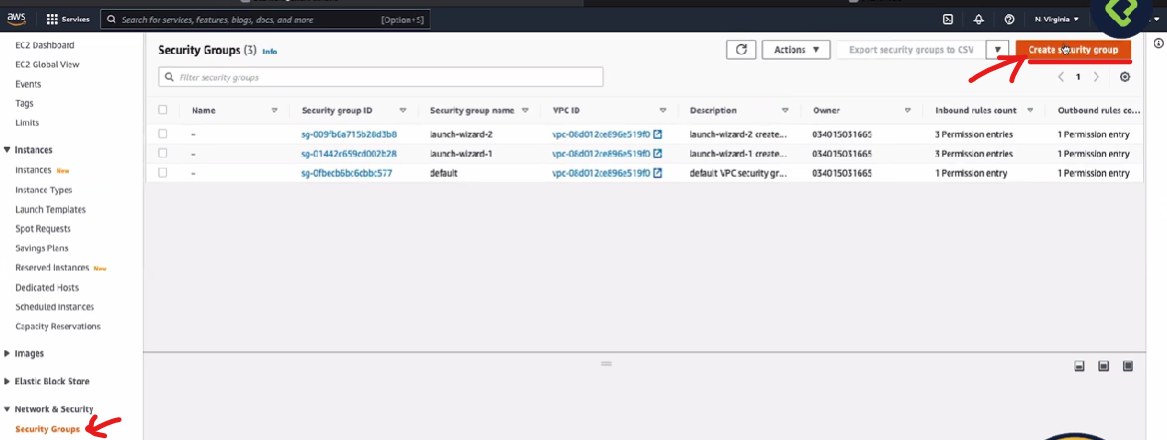 aws Services Search for services, features, blogs, docs, and more [Option+S] N. Virginia
EC2 Dashboard
EC2 Global View
Events
Tags
Limits
Instances
Instances New
Instance Types
Launch Templates
Spot Requests
Savings Plans
Reserved Instances New
Dedicated Hosts
Scheduled Instances
Capacity Reservations
Images
Elastic Block Store
Network & Security
Security Groups
Security Groups (3) Info
Actions Export security groups to CSV Create security group
Filter security groups
1
Name Security group ID Security group name VPC ID Description Owner Inbound rules count Outbound rules co...
– launch-wizard-2 vpc-08d012ce896e519f0 launch-wizard-2 create... 034015031665 3 Permission entries 1 Permission entry
– sg-01442c659cd002b28 launch-wizard-1 vpc-08d012ce896e519f0 launch-wizard-1 create... 034015031665 3 Permission entries 1 Permission entry
– sg-0fbecb6bc6cbbc577 default vpc-08d012ce896e519f0 default VPC security gr... 034015031665 1 Permission entry 1 Permission entry